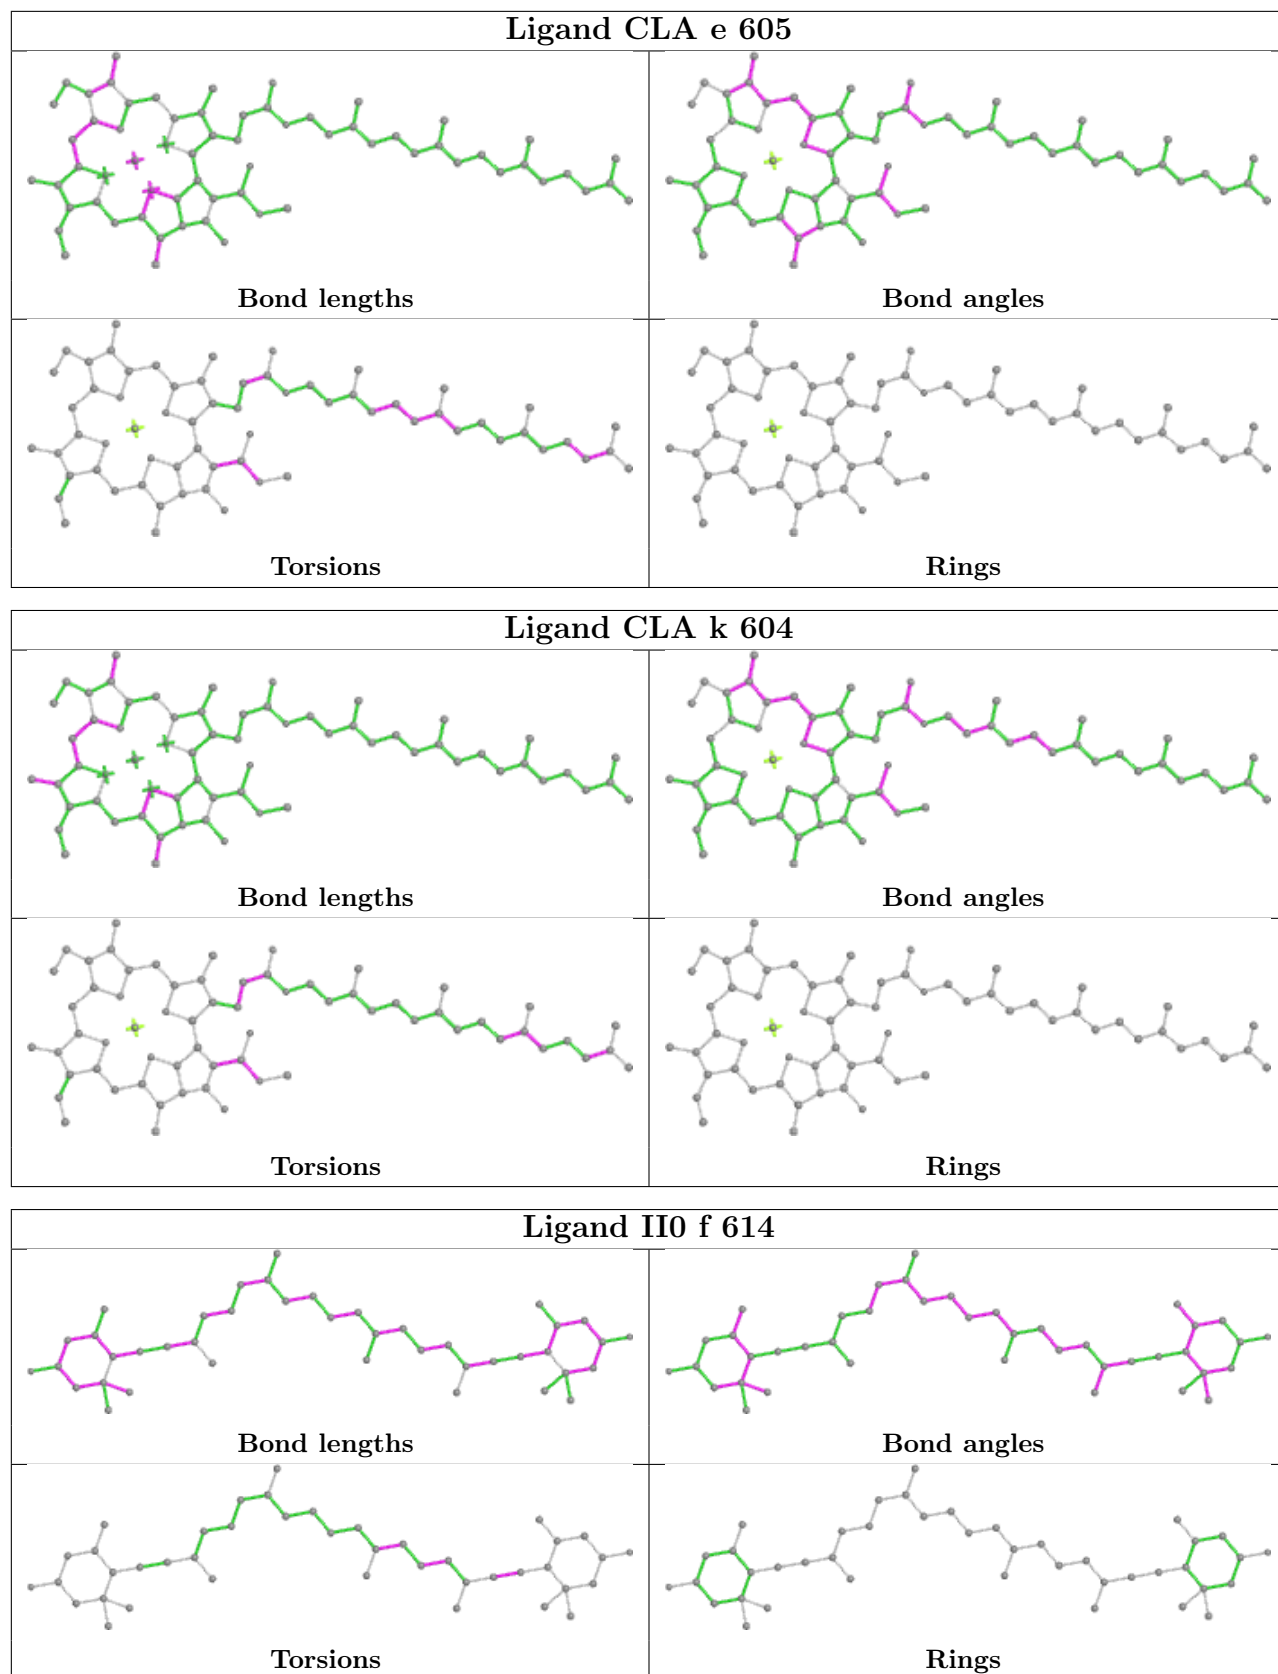 Ligand CLA e 605
Bond lengths
Bond angles
Torsions
Rings
Ligand CLA k 604
Bond lengths
Bond angles
Torsions
Rings
Ligand II0 f 614
Bond lengths
Bond angles
Torsions
Rings